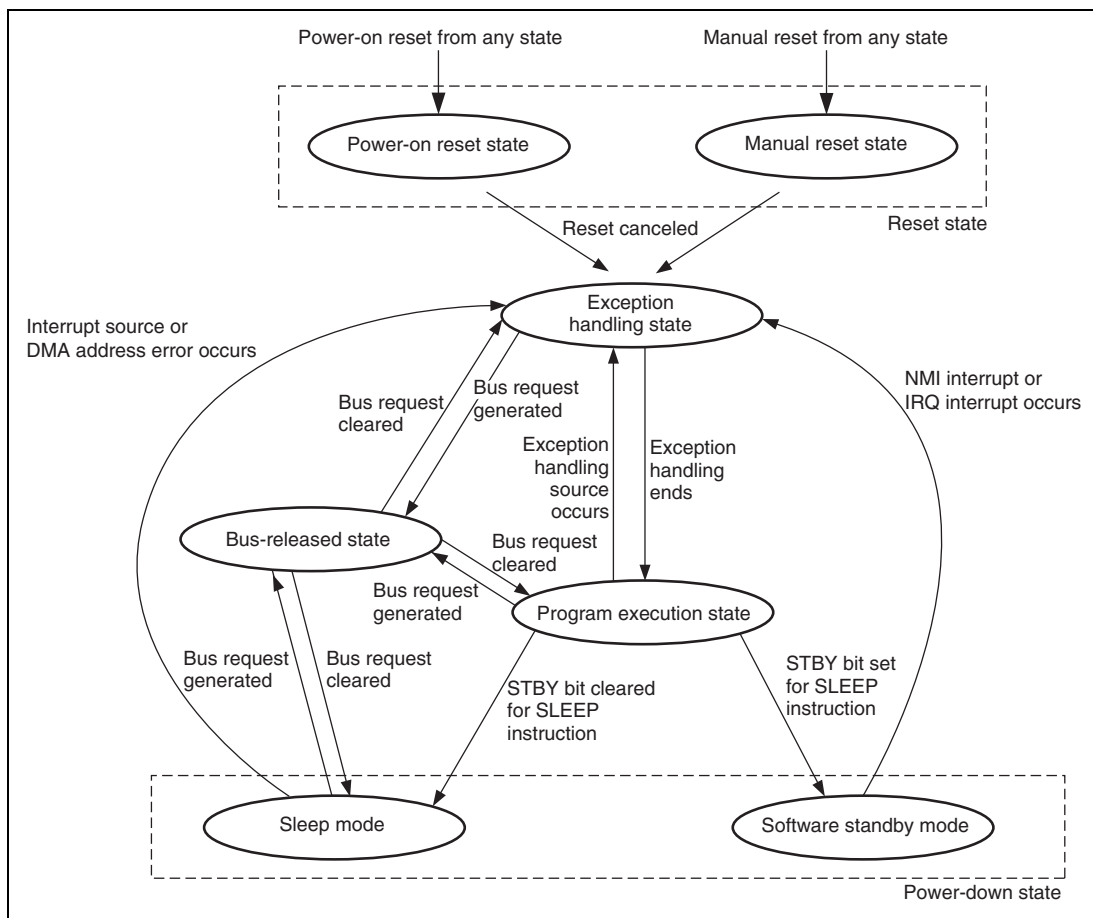 Power-on reset from any state
Manual reset from any state
Power-on reset state
Manual reset state
Reset canceled
Reset state
Exception
handling state
Interrupt source or
DMA address error occurs
NMI interrupt or
IRQ interrupt occurs
Bus request
cleared
Bus request
generated
Exception
handling
source
occurs
Exception
handling
ends
Bus-released state
Bus request
cleared
Bus request
generated
Program execution state
Bus request
generated
Bus request
cleared
STBY bit cleared
for SLEEP
instruction
STBY bit set
for SLEEP
instruction
Sleep mode
Software standby mode
Power-down state